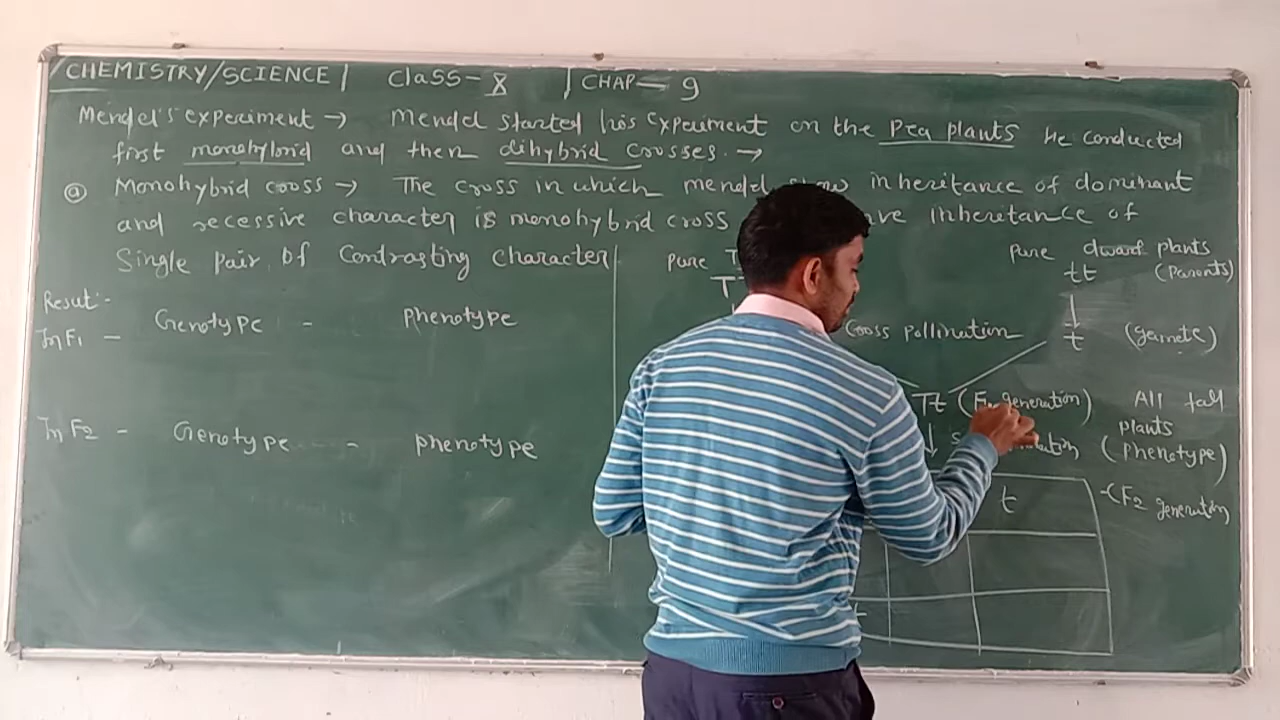 CHEMISTRY/SCIENCE | Class-X | CHAP- 9
Mendel's experiment → Mendel started his experiment on the Pea plants he conducted
first monohybrid and then dihybrid crosses. →
(a) Monohybrid cross → The cross in which mendel inheritance of dominant
and recessive character is monohybrid cross inheritance of
Single pair of Contrasting character
Pure T
Pure dwarf plants
tt (Parents)
Result:-
In F1 - Genotype - Phenotype
Cross pollination t (gamete)
Tt (F1 generation) All tall
plants
(Phenotype)
In F2 - Genotype - Phenotype
t -(F2 generation)